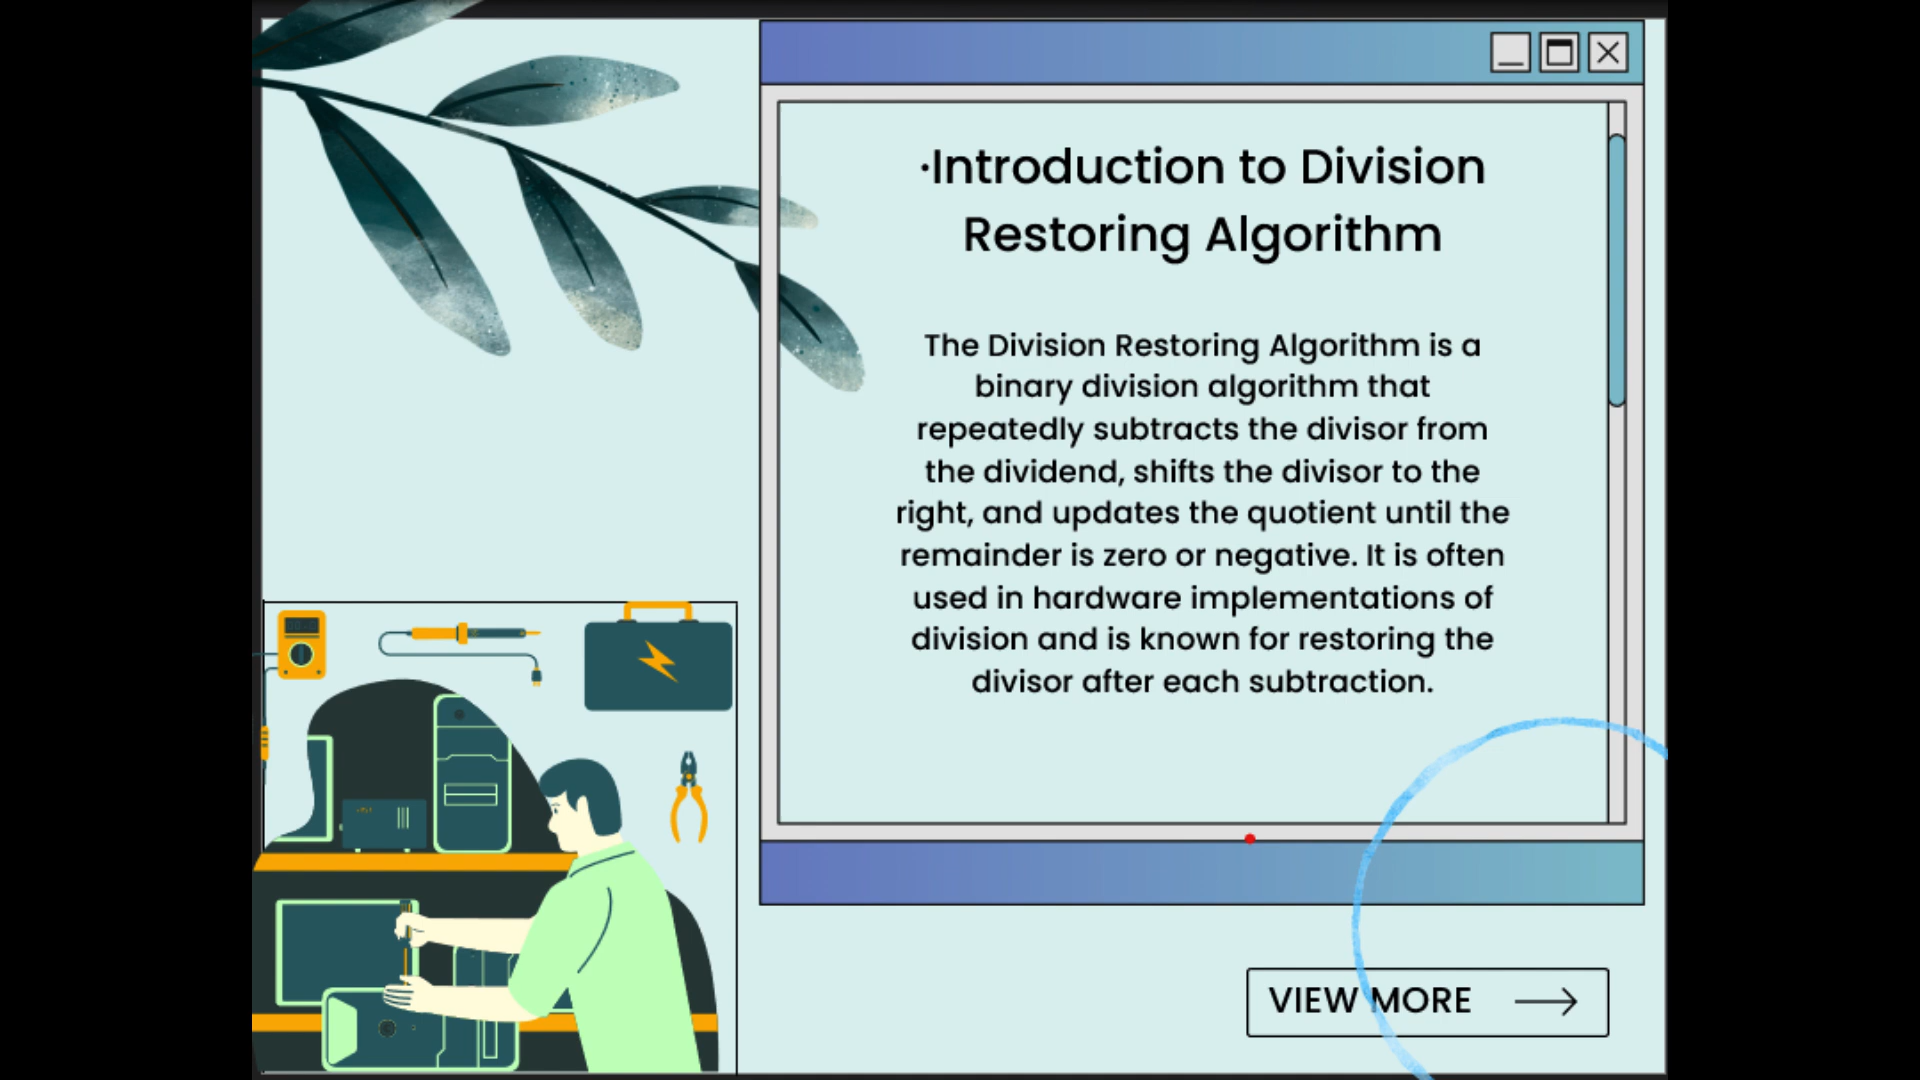 ·Introduction to Division
Restoring Algorithm
The Division Restoring Algorithm is a
binary division algorithm that
repeatedly subtracts the divisor from
the dividend, shifts the divisor to the
right, and updates the quotient until the
remainder is zero or negative. It is often
used in hardware implementations of
division and is known for restoring the
divisor after each subtraction.
VIEW MORE